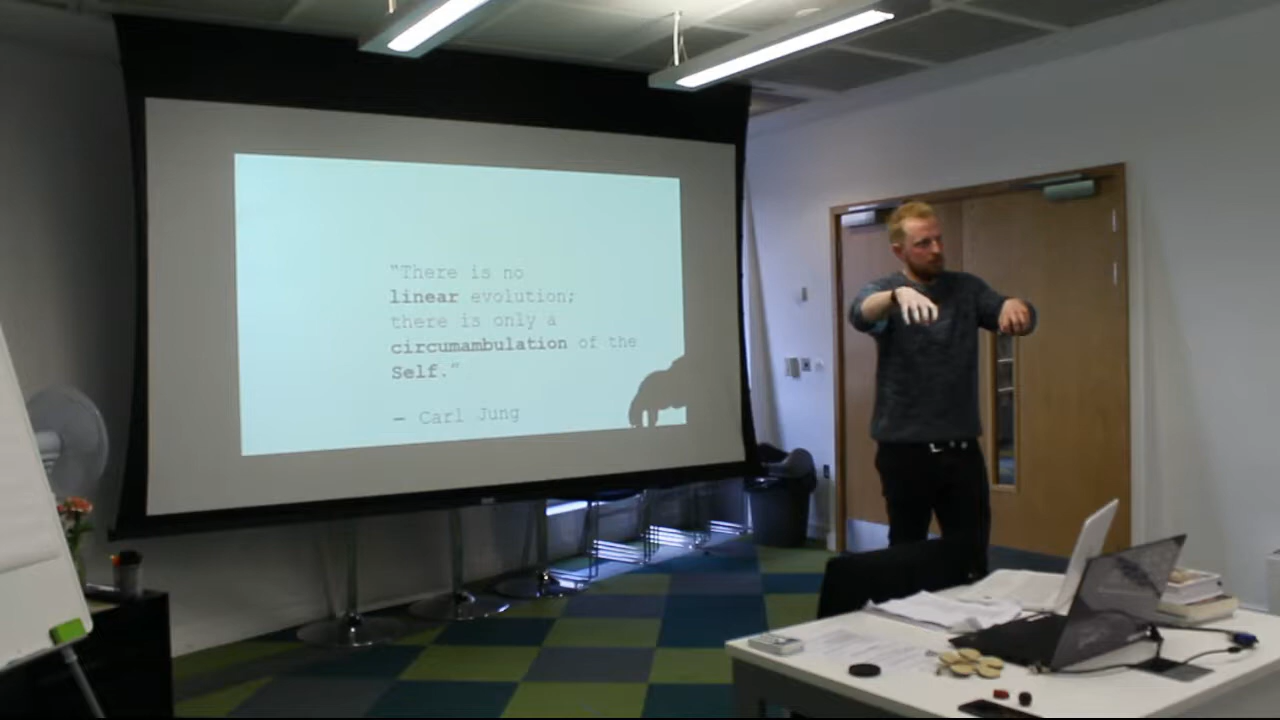 "There is no
linear evolution;
there is only a
circumambulation of the
Self."
— Carl Jung